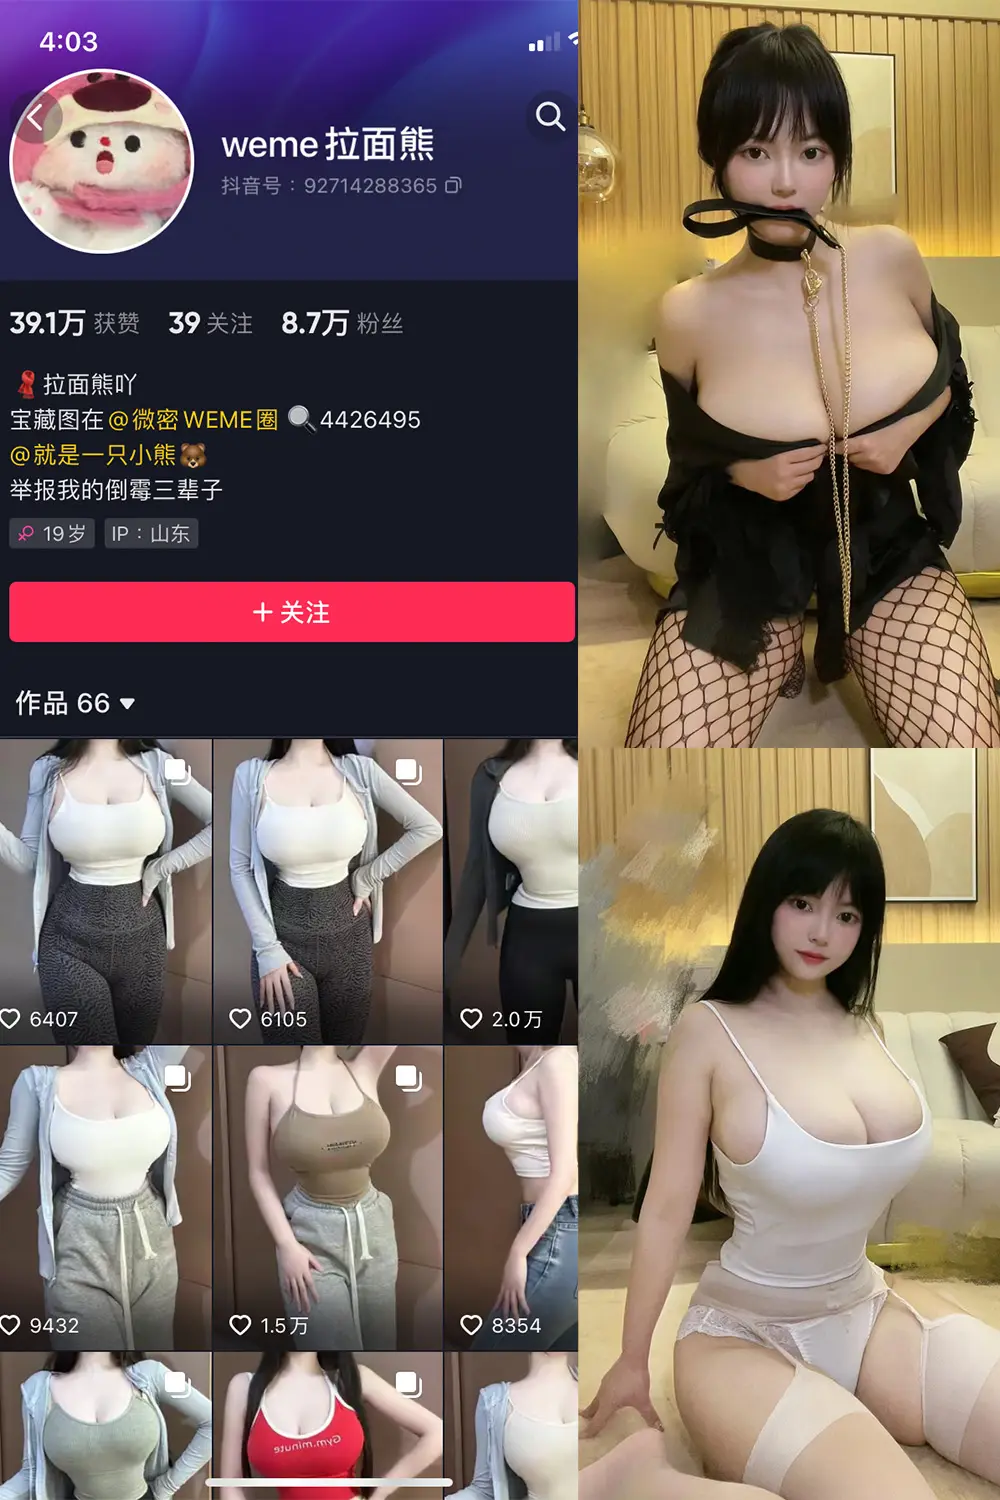 4:03
weme拉面熊
抖音号：92714288365
39.1万 获赞 39 关注 8.7万 粉丝
拉面熊吖
宝藏图在@微密WEME圈 🔍4426495
@就是一只小熊🐻
举报我的倒霉三辈子
19岁 IP：山东
+ 关注
作品 66
6407 6105 2.0万
9432 1.5万 8354
Gym.minute